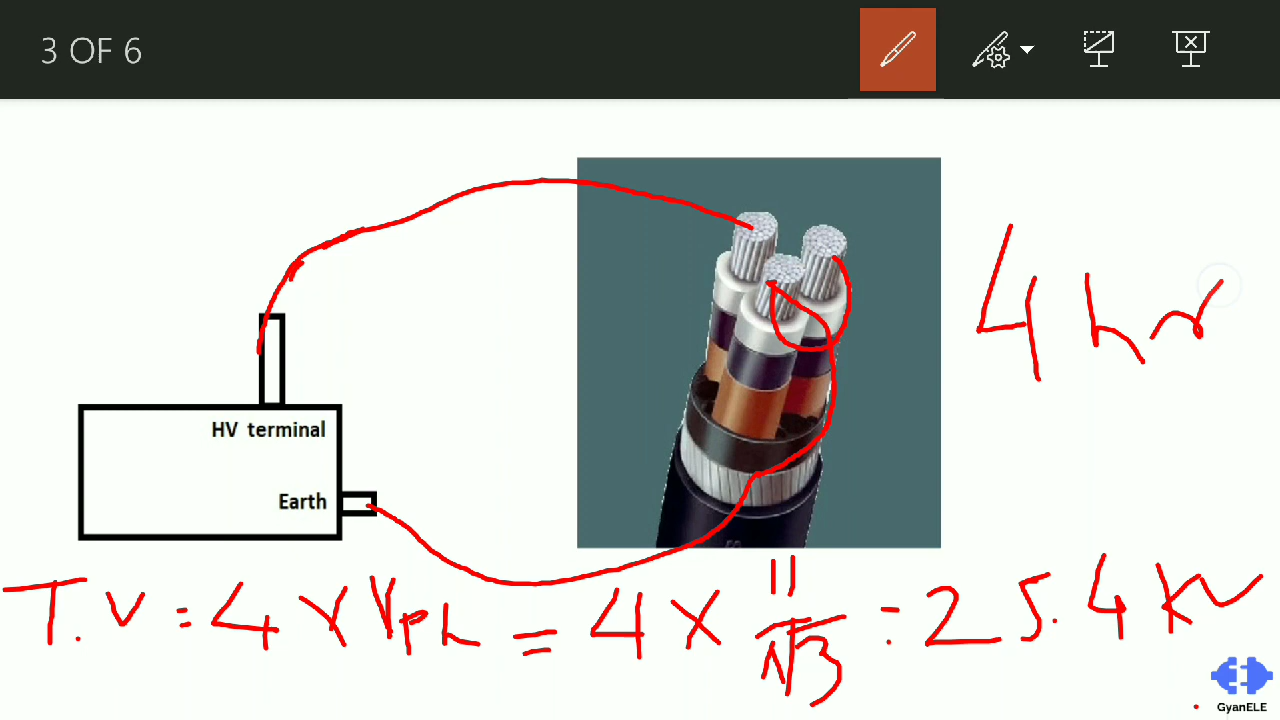 3 OF 6
4 hr
HV terminal
Earth
T.V = 4 X VPh = 4 X 11/√3 = 25.4 kV
GyanELE